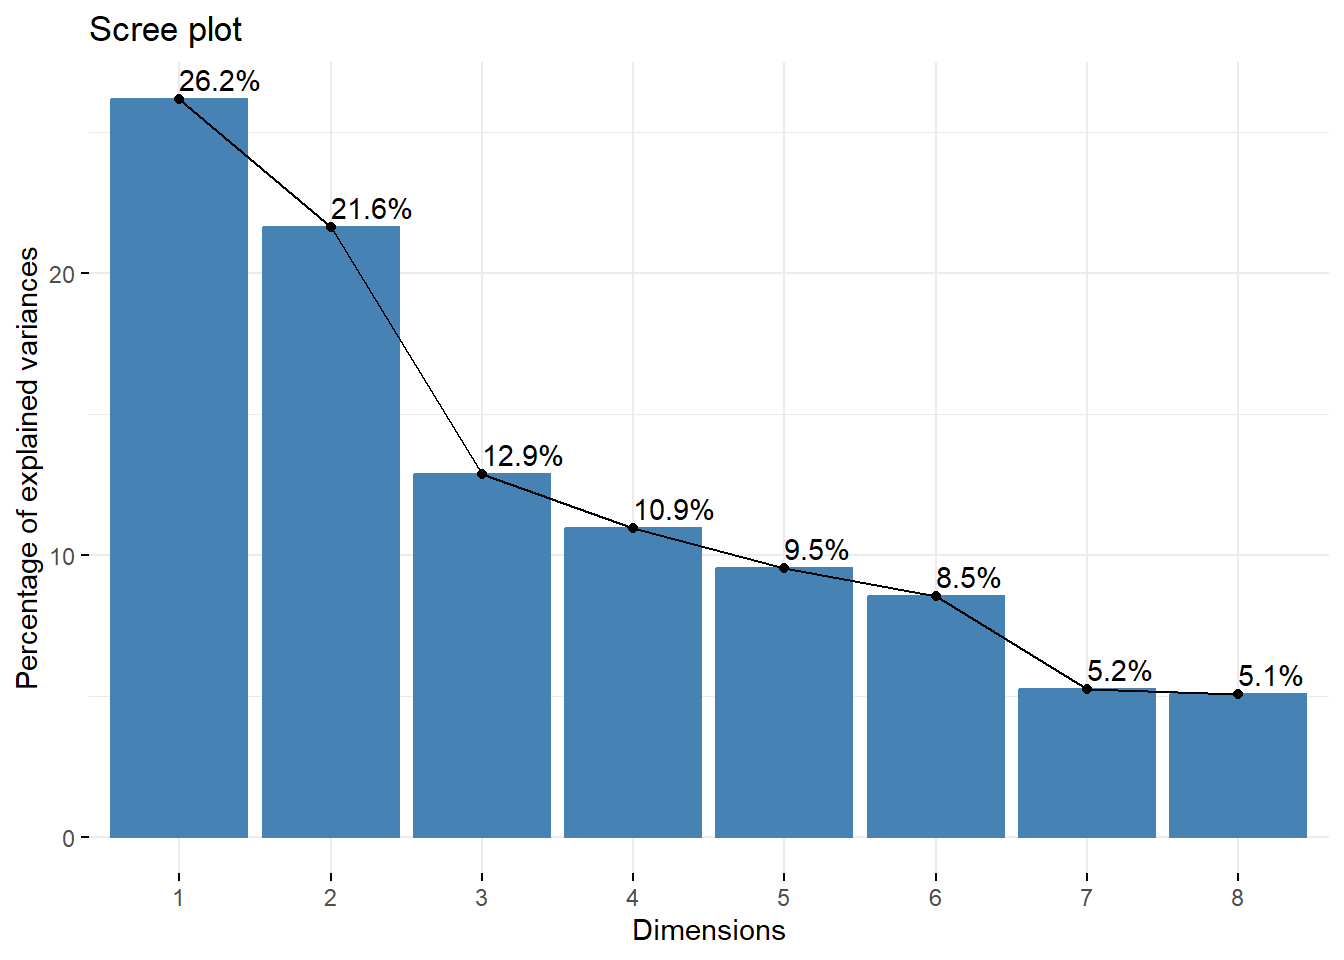 Scree plot
Percentage of explained variances
20
10
0
26.2%
21.6%
12.9%
10.9%
9.5%
8.5%
5.2%
5.1%
1 2 3 4 5 6 7 8
Dimensions